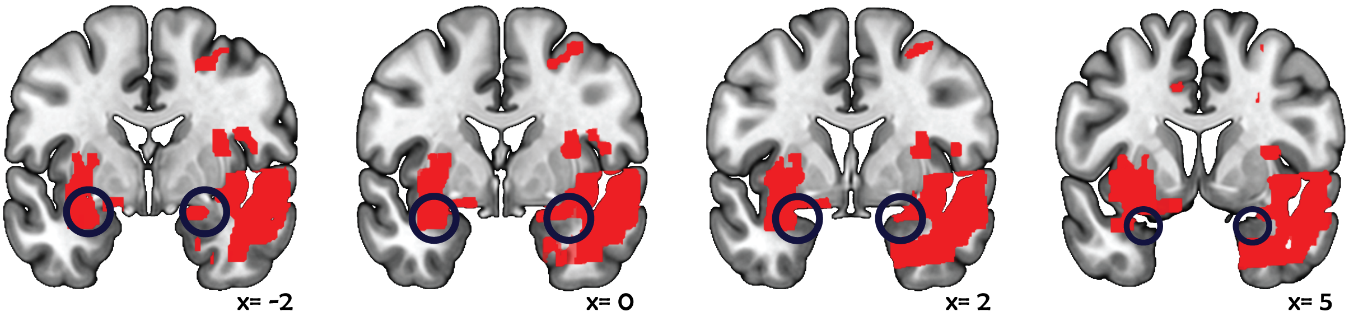 x= -2
x= 0
x= 2
x= 5